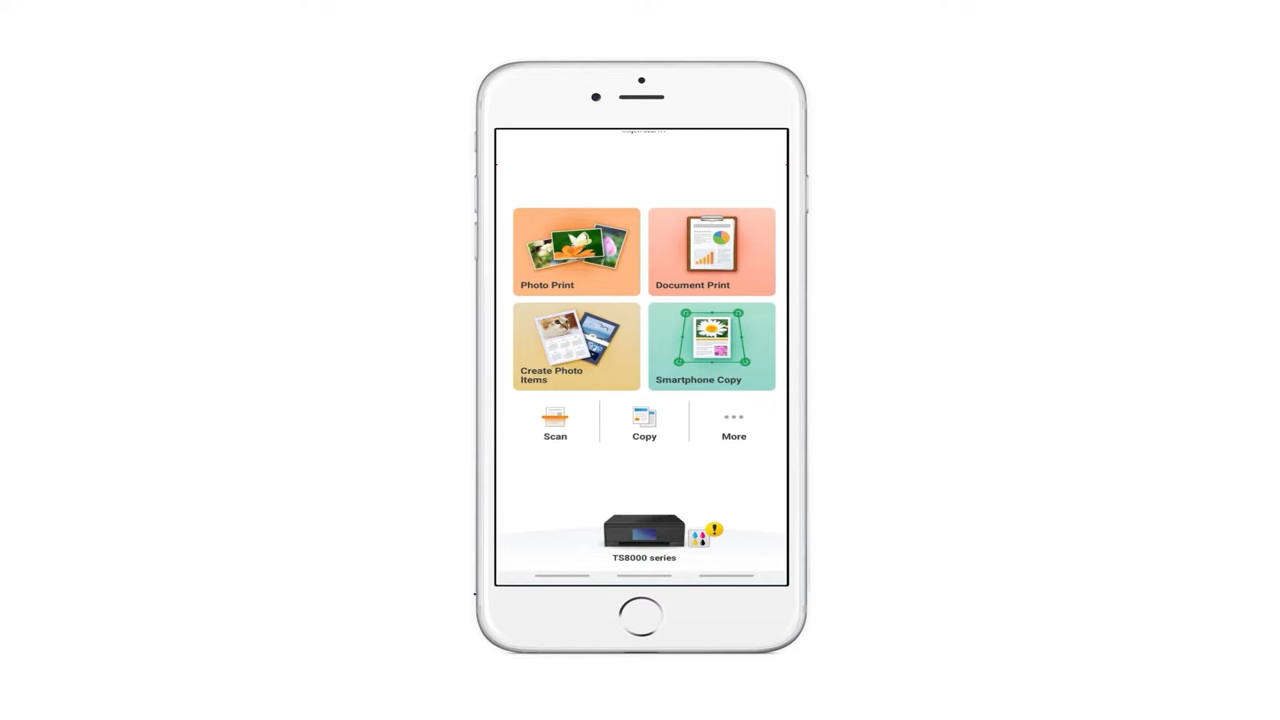 Photo Print
Document Print
Create Photo
Items
Smartphone Copy
Scan
Copy
More
TS8000 series